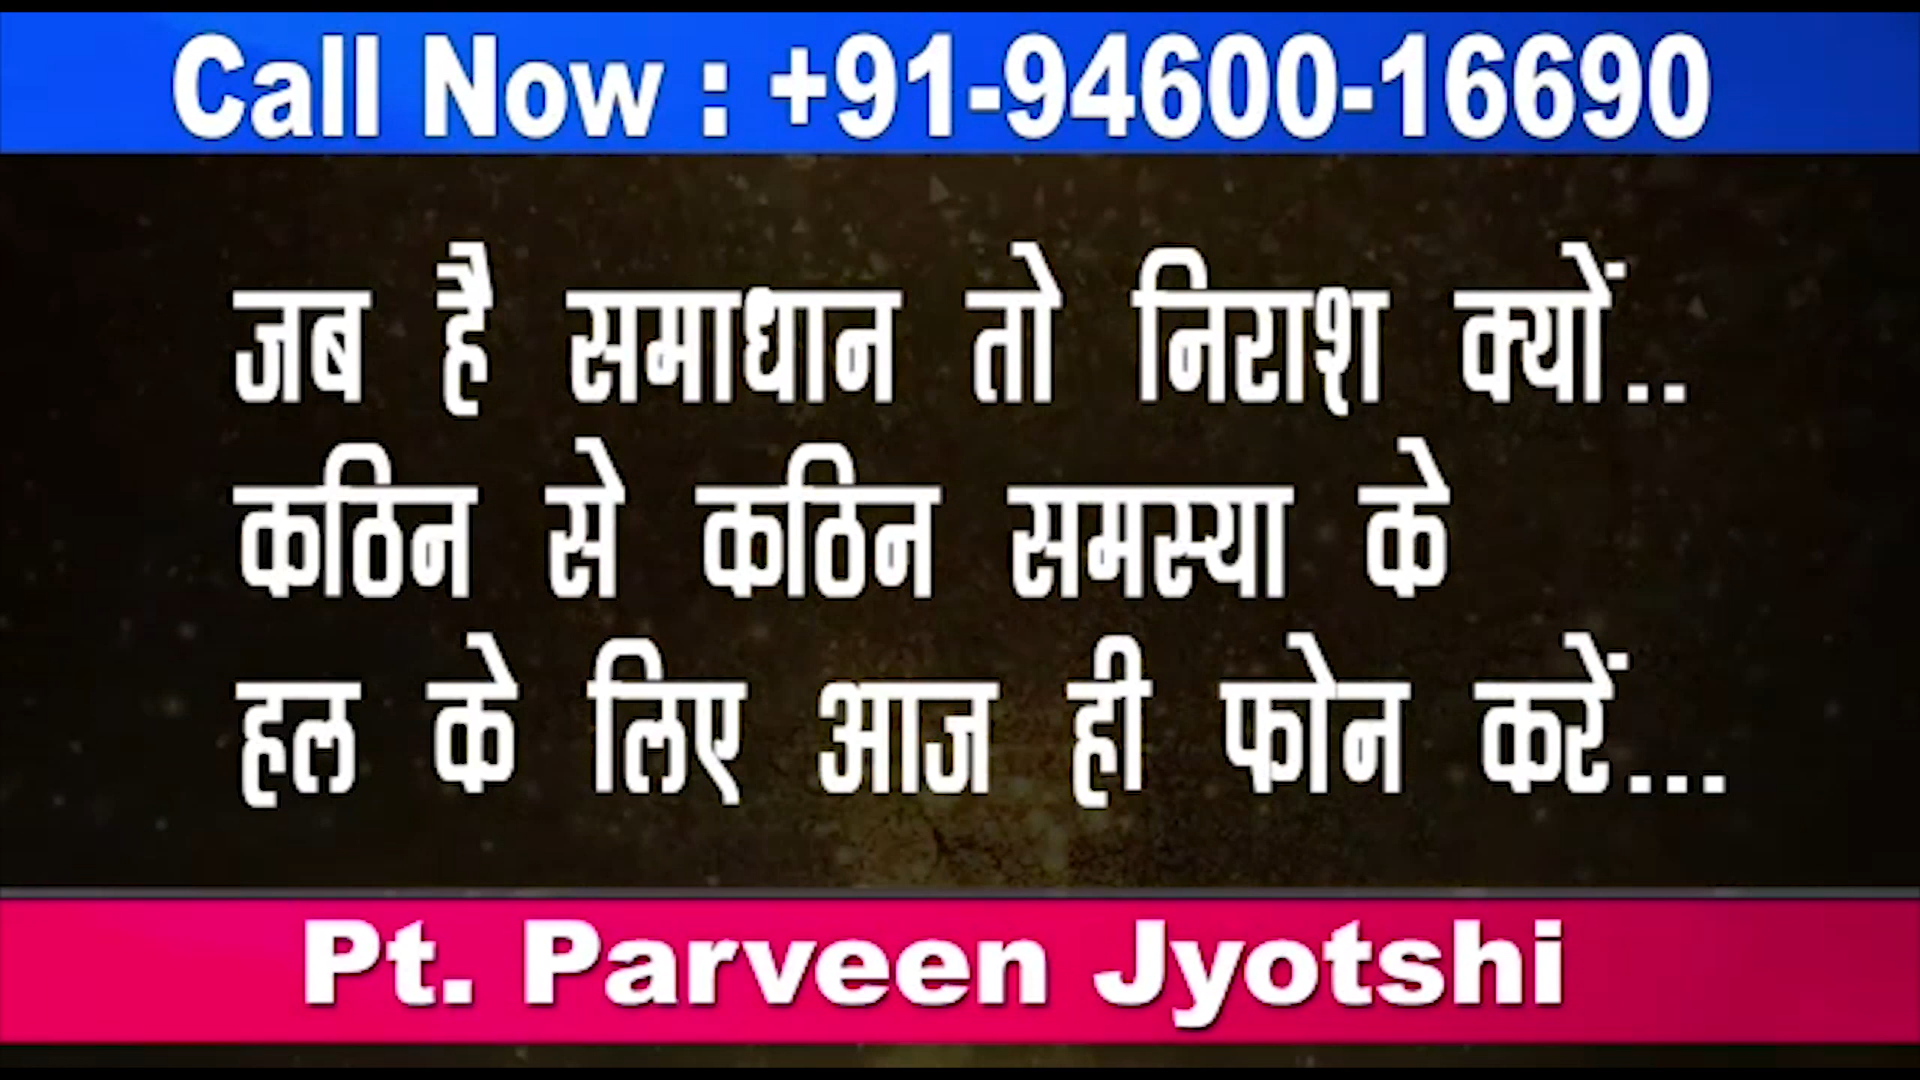 Call Now : +91-94600-16690
जब है समाधान तो निराश क्यों..
कठिन से कठिन समस्या के
हल के लिए आज ही फोन करें...
Pt. Parveen Jyotshi